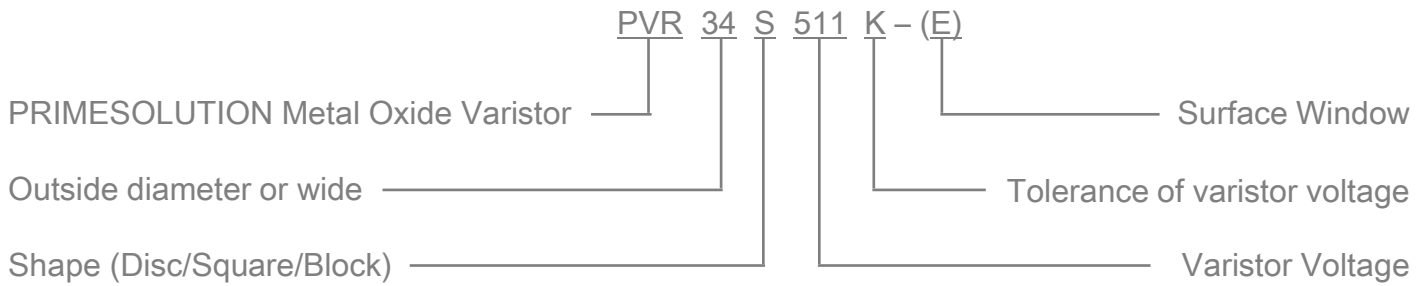 PVR 34 S 511 K – (E)
PRIMESOLUTION Metal Oxide Varistor
Surface Window
Outside diameter or wide
Tolerance of varistor voltage
Shape (Disc/Square/Block)
Varistor Voltage